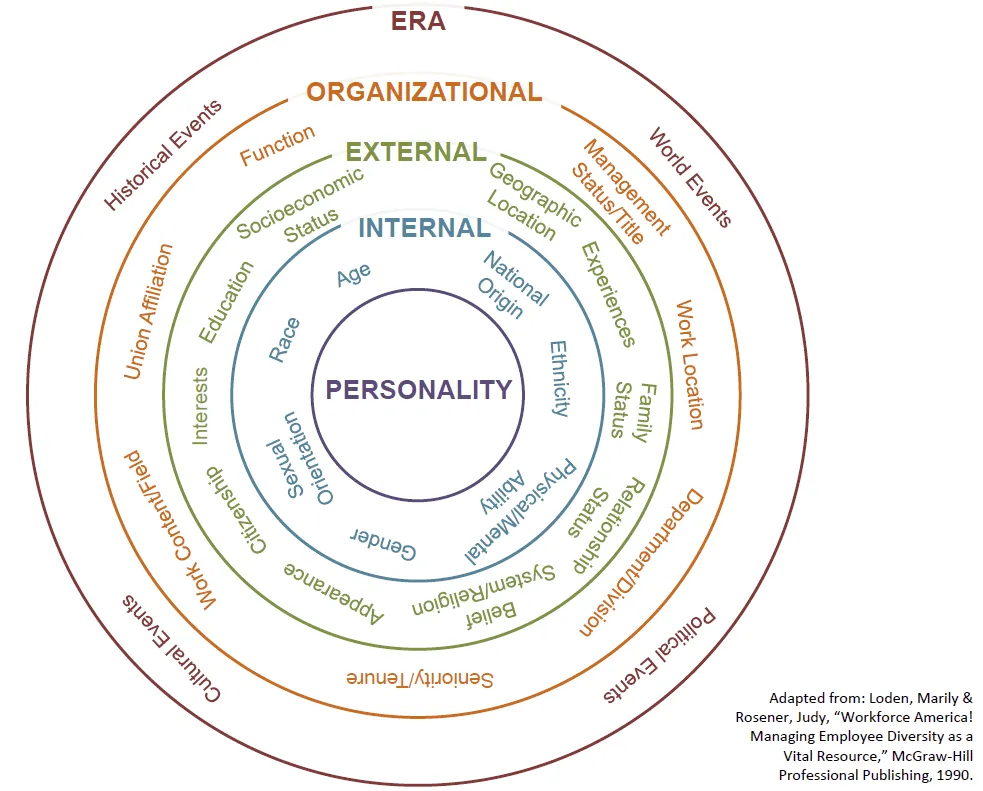 ERA
Historical Events
World Events
Political Events
Cultural Events
ORGANIZATIONAL
Function
Management
Status/Title
Work Location
Department/Division
Seniority/Tenure
Work Content/Field
Union Affiliation
EXTERNAL
Socioeconomic
Status
Geographic
Location
Experiences
Family
Status
Relationship
Status
Belief
System/Religion
Appearance
Citizenship
Interests
Education
INTERNAL
Age
National
Origin
Ethnicity
Physical/Mental
Ability
Gender
Sexual
Orientation
Race
PERSONALITY
Adapted from: Loden, Marily &
Rosener, Judy, “Workforce America!
Managing Employee Diversity as a
Vital Resource,” McGraw-Hill
Professional Publishing, 1990.